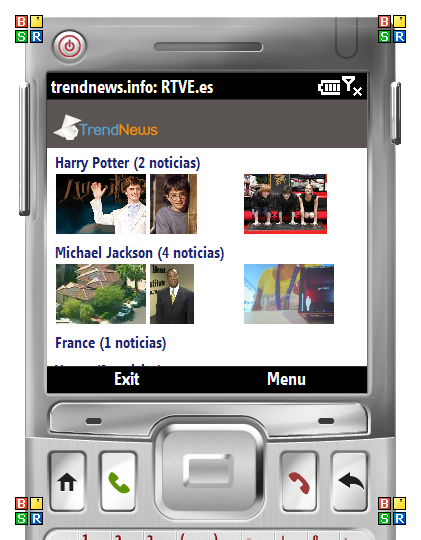 B B
S R S R
trendnews.info: RTVE.es
TrendNews
Harry Potter (2 noticias)
Michael Jackson (4 noticias)
France (1 noticias)
Exit Menu
B B
S R S R